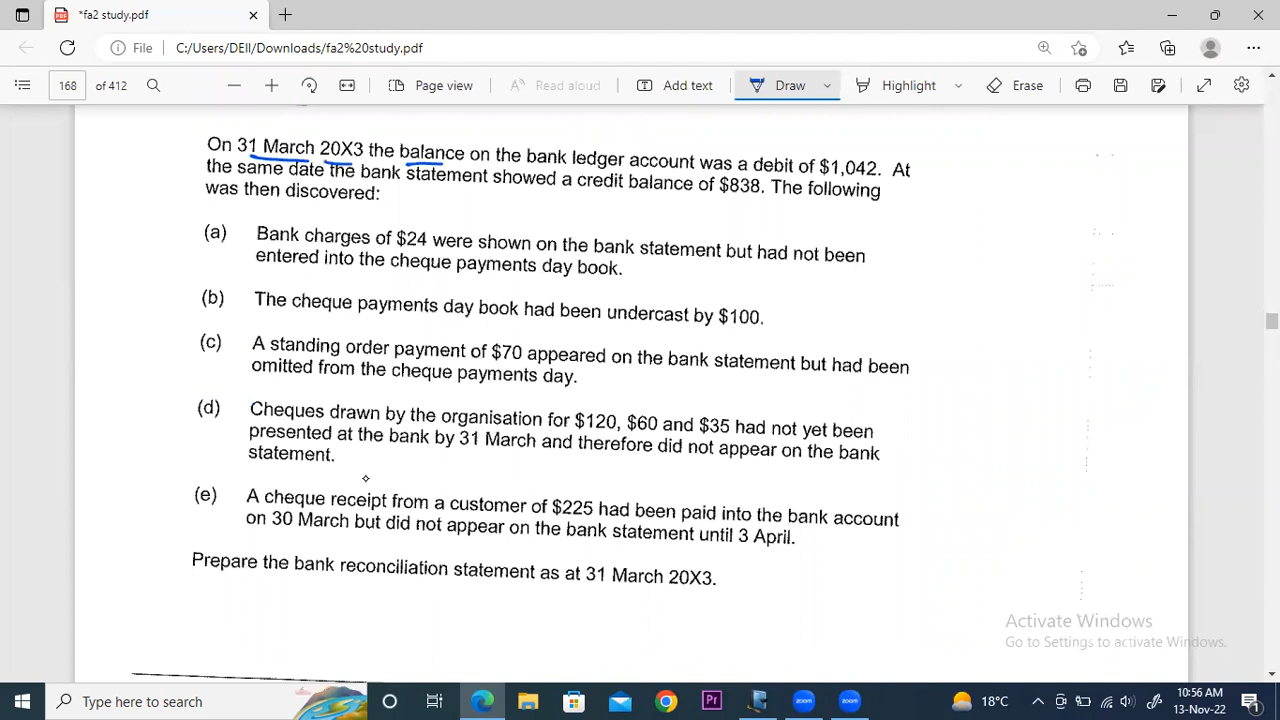 *fa2 study.pdf
File C:/Users/DEll/Downloads/fa2%20study.pdf
168 of 412 Page view Read aloud Add text Draw Highlight Erase
On 31 March 20X3 the balance on the bank ledger account was a debit of $1,042. At
the same date the bank statement showed a credit balance of $838. The following
was then discovered:
(a) Bank charges of $24 were shown on the bank statement but had not been
entered into the cheque payments day book.
(b) The cheque payments day book had been undercast by $100.
(c) A standing order payment of $70 appeared on the bank statement but had been
omitted from the cheque payments day.
(d) Cheques drawn by the organisation for $120, $60 and $35 had not yet been
presented at the bank by 31 March and therefore did not appear on the bank
statement.
(e) A cheque receipt from a customer of $225 had been paid into the bank account
on 30 March but did not appear on the bank statement until 3 April.
Prepare the bank reconciliation statement as at 31 March 20X3.
Activate Windows
Go to Settings to activate Windows.
Type here to search
Pr
zoom
zoom
18°C
10:56 AM
13-Nov-22
1